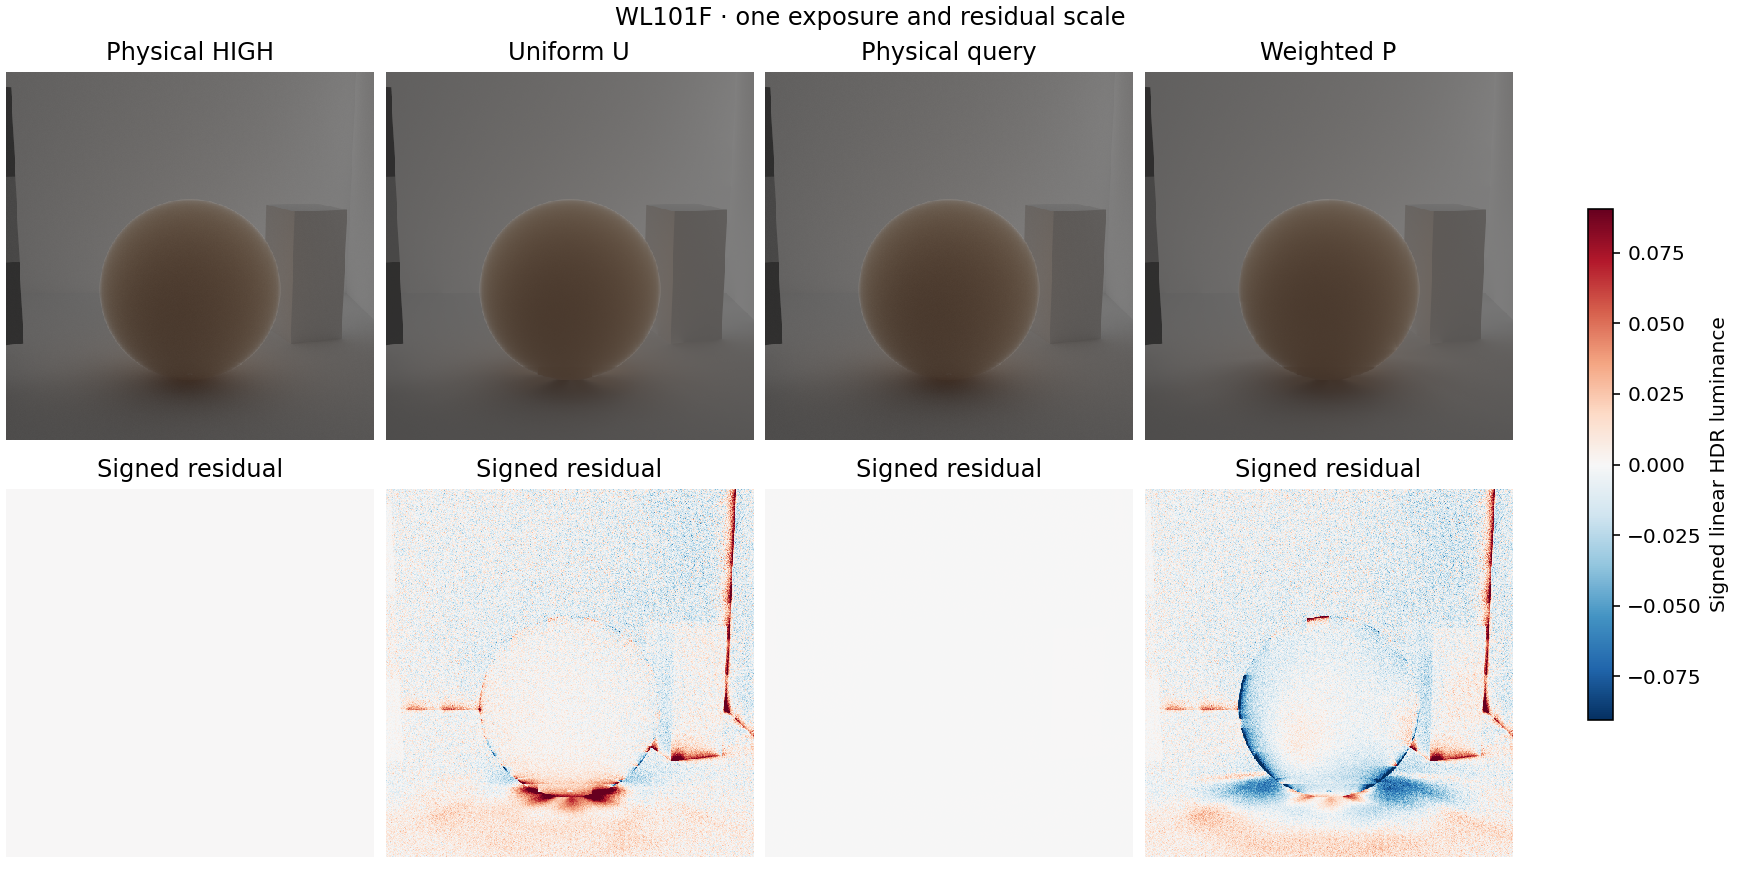 WL101F · one exposure and residual scale
Physical HIGH
Uniform U
Physical query
Weighted P
Signed residual
Signed residual
Signed residual
Signed residual
0.075
0.050
0.025
0.000
−0.025
−0.050
−0.075
Signed linear HDR luminance